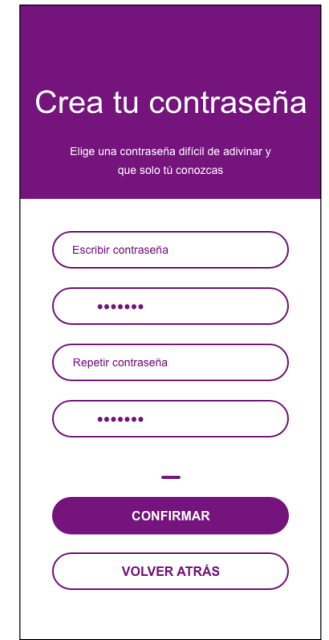 Crea tu contraseña
Elige una contraseña difícil de adivinar y
que solo tú conozcas
Escribir contraseña
•••••••
Repetir contraseña
•••••••
CONFIRMAR
VOLVER ATRÁS